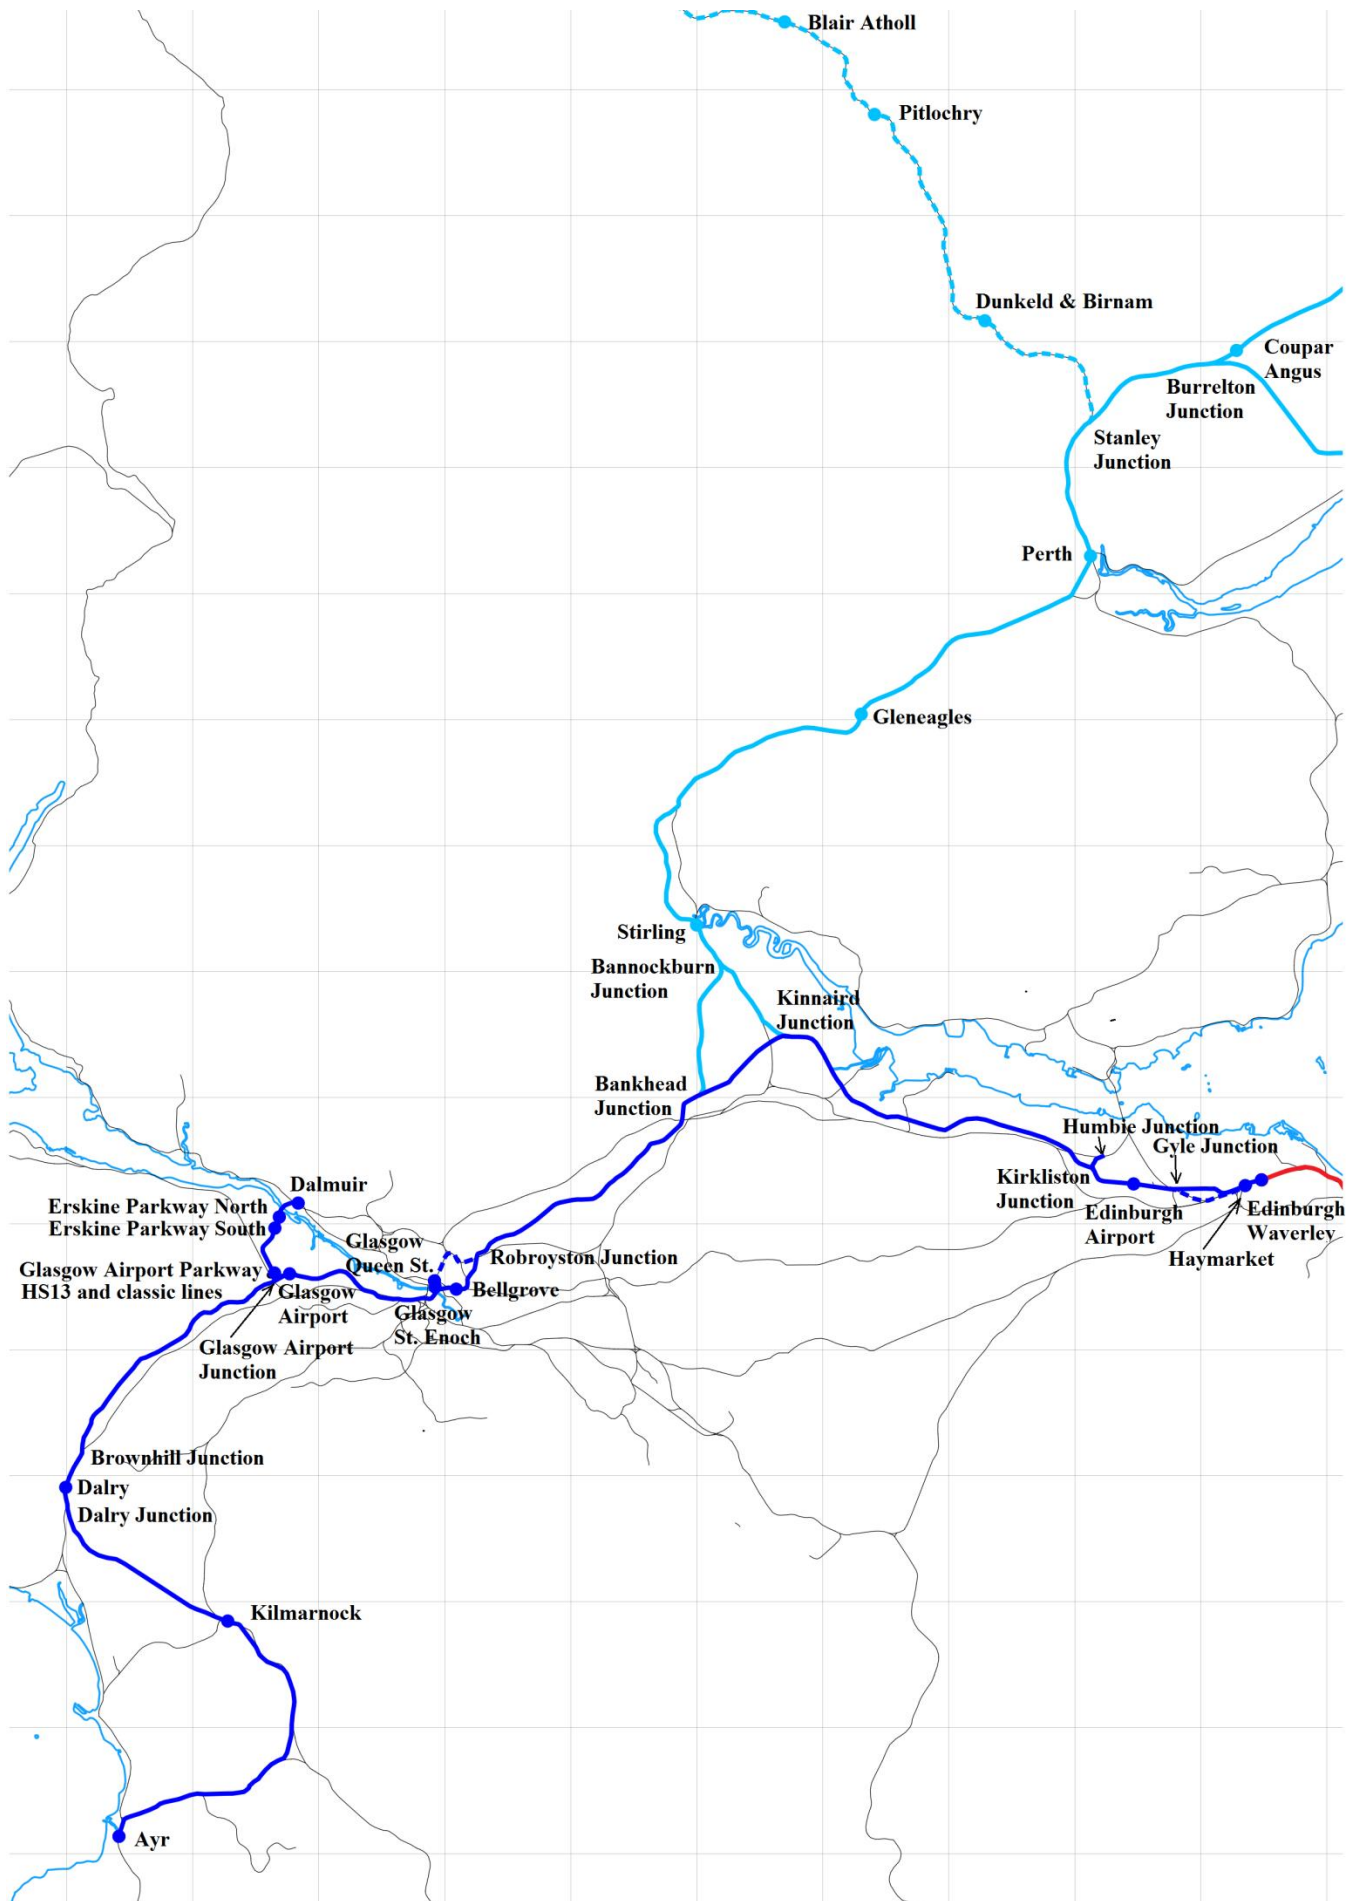 Blair Atholl
Pitlochry
Dunkeld & Birnam
Coupar
Angus
Burrelton
Junction
Stanley
Junction
Perth
Gleneagles
Stirling
Bannockburn
Junction
Kinnaird
Junction
Bankhead
Junction
Humbie Junction
Gyle Junction
Kirkliston
Junction
Edinburgh
Airport
Edinburgh
Waverley
Haymarket
Dalmuir
Erskine Parkway North
Erskine Parkway South
Glasgow
Queen St.
Robroyston Junction
Glasgow Airport Parkway
HS13 and classic lines
Glasgow
Airport
Bellgrove
Glasgow
St. Enoch
Glasgow Airport
Junction
Brownhill Junction
Dalry
Dalry Junction
Kilmarnock
Ayr